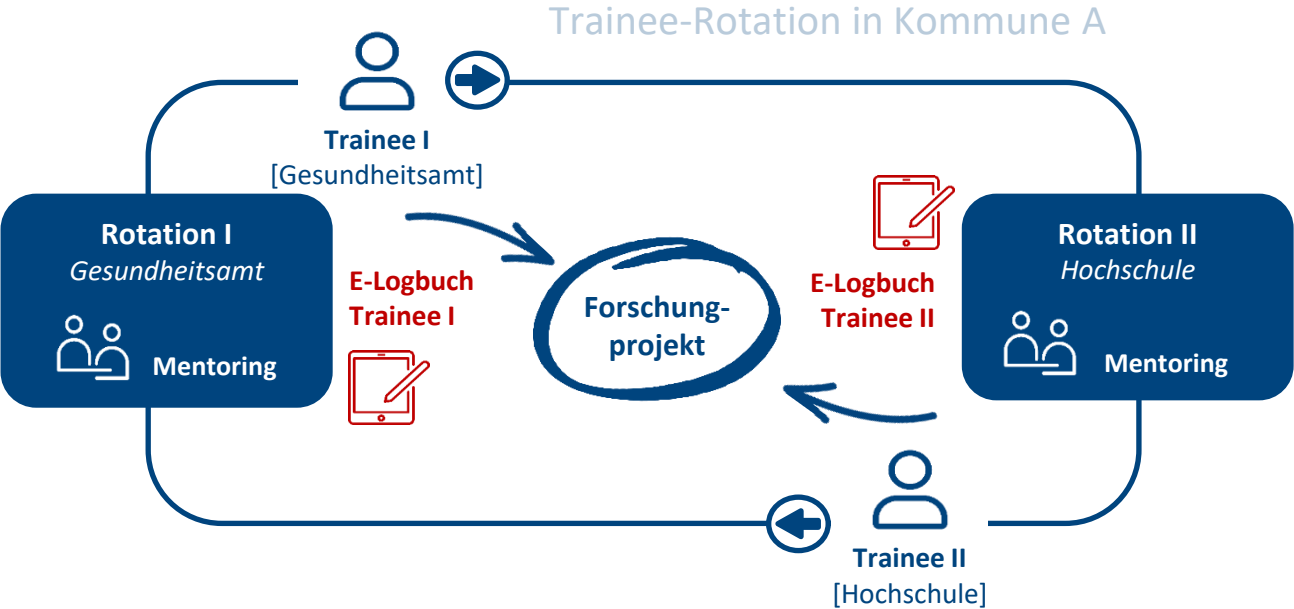 Trainee-Rotation in Kommune A
Trainee I
[Gesundheitsamt]
Rotation I
Gesundheitsamt
Mentoring
E-Logbuch
Trainee I
Forschung-
projekt
E-Logbuch
Trainee II
Rotation II
Hochschule
Mentoring
Trainee II
[Hochschule]